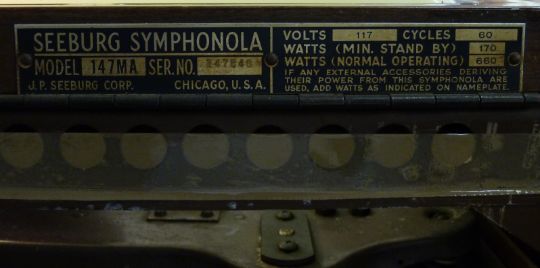 SEEBURG SYMPHONOLA
MODEL 147MA SER. NO.
J.P. SEEBURG CORP. CHICAGO, U.S.A.
VOLTS 117 CYCLES 60
WATTS (MIN. STAND BY) 170
WATTS (NORMAL OPERATING) 660
IF ANY EXTERNAL ACCESSORIES DERIVING
THEIR POWER FROM THIS SYMPHONOLA ARE
USED, ADD WATTS AS INDICATED ON NAMEPLATE.